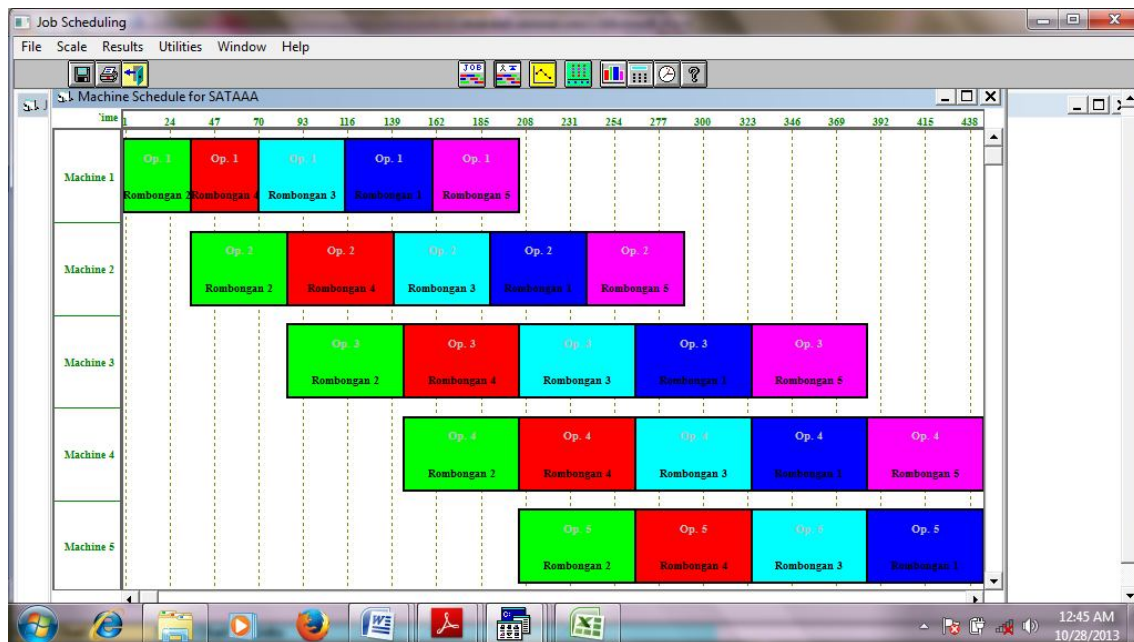 Job Scheduling
File Scale Results Utilities Window Help
JOB
Machine Schedule for SATAAA
Time 1 24 47 70 93 116 139 162 185 208 231 254 277 300 323 346 369 392 415 438
Machine 1
Op. 1 Op. 1 Op. 1 Op. 1 Op. 1
Rombongan 2 Rombongan 4 Rombongan 3 Rombongan 1 Rombongan 5
Machine 2
Op. 2 Op. 2 Op. 2 Op. 2 Op. 2
Rombongan 2 Rombongan 4 Rombongan 3 Rombongan 1 Rombongan 5
Machine 3
Op. 3 Op. 3 Op. 3 Op. 3 Op. 3
Rombongan 2 Rombongan 4 Rombongan 3 Rombongan 1 Rombongan 5
Machine 4
Op. 4 Op. 4 Op. 4 Op. 4 Op. 4
Rombongan 2 Rombongan 4 Rombongan 3 Rombongan 1 Rombongan 5
Machine 5
Op. 5 Op. 5 Op. 5 Op. 5
Rombongan 2 Rombongan 4 Rombongan 3 Rombongan 1
12:45 AM
10/28/2013